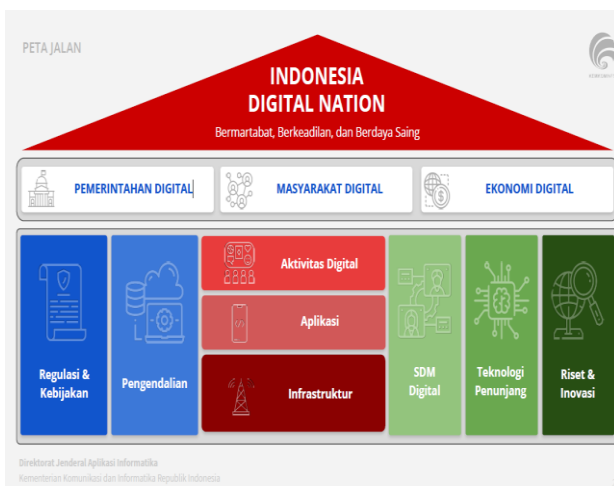 PETA JALAN
INDONESIA
DIGITAL NATION
Bermartabat, Berkeadilan, dan Berdaya Saing
PEMERINTAHAN DIGITAL
MASYARAKAT DIGITAL
EKONOMI DIGITAL
Regulasi &
Kebijakan
Pengendalian
Aktivitas Digital
Aplikasi
Infrastruktur
SDM
Digital
Teknologi
Penunjang
Riset &
Inovasi
Direktorat Jenderal Aplikasi Informatika
Kementerian Komunikasi dan Informatika Republik Indonesia